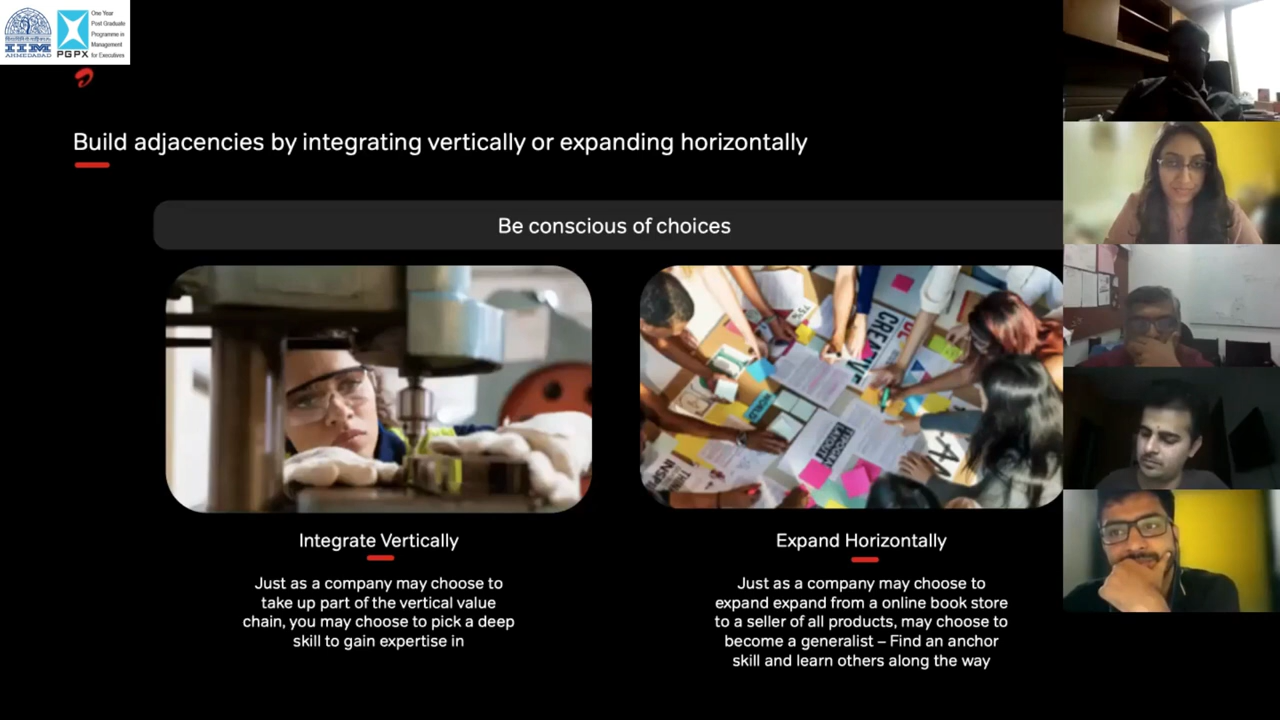 One Year
Post Graduate
Programme in
Management
for Executives
IIM
AHMEDABAD
PGPX
Build adjacencies by integrating vertically or expanding horizontally
Be conscious of choices
CREATIVE
WORLD
Integrate Vertically
Expand Horizontally
Just as a company may choose to
take up part of the vertical value
chain, you may choose to pick a deep
skill to gain expertise in
Just as a company may choose to
expand expand from a online book store
to a seller of all products, may choose to
become a generalist – Find an anchor
skill and learn others along the way